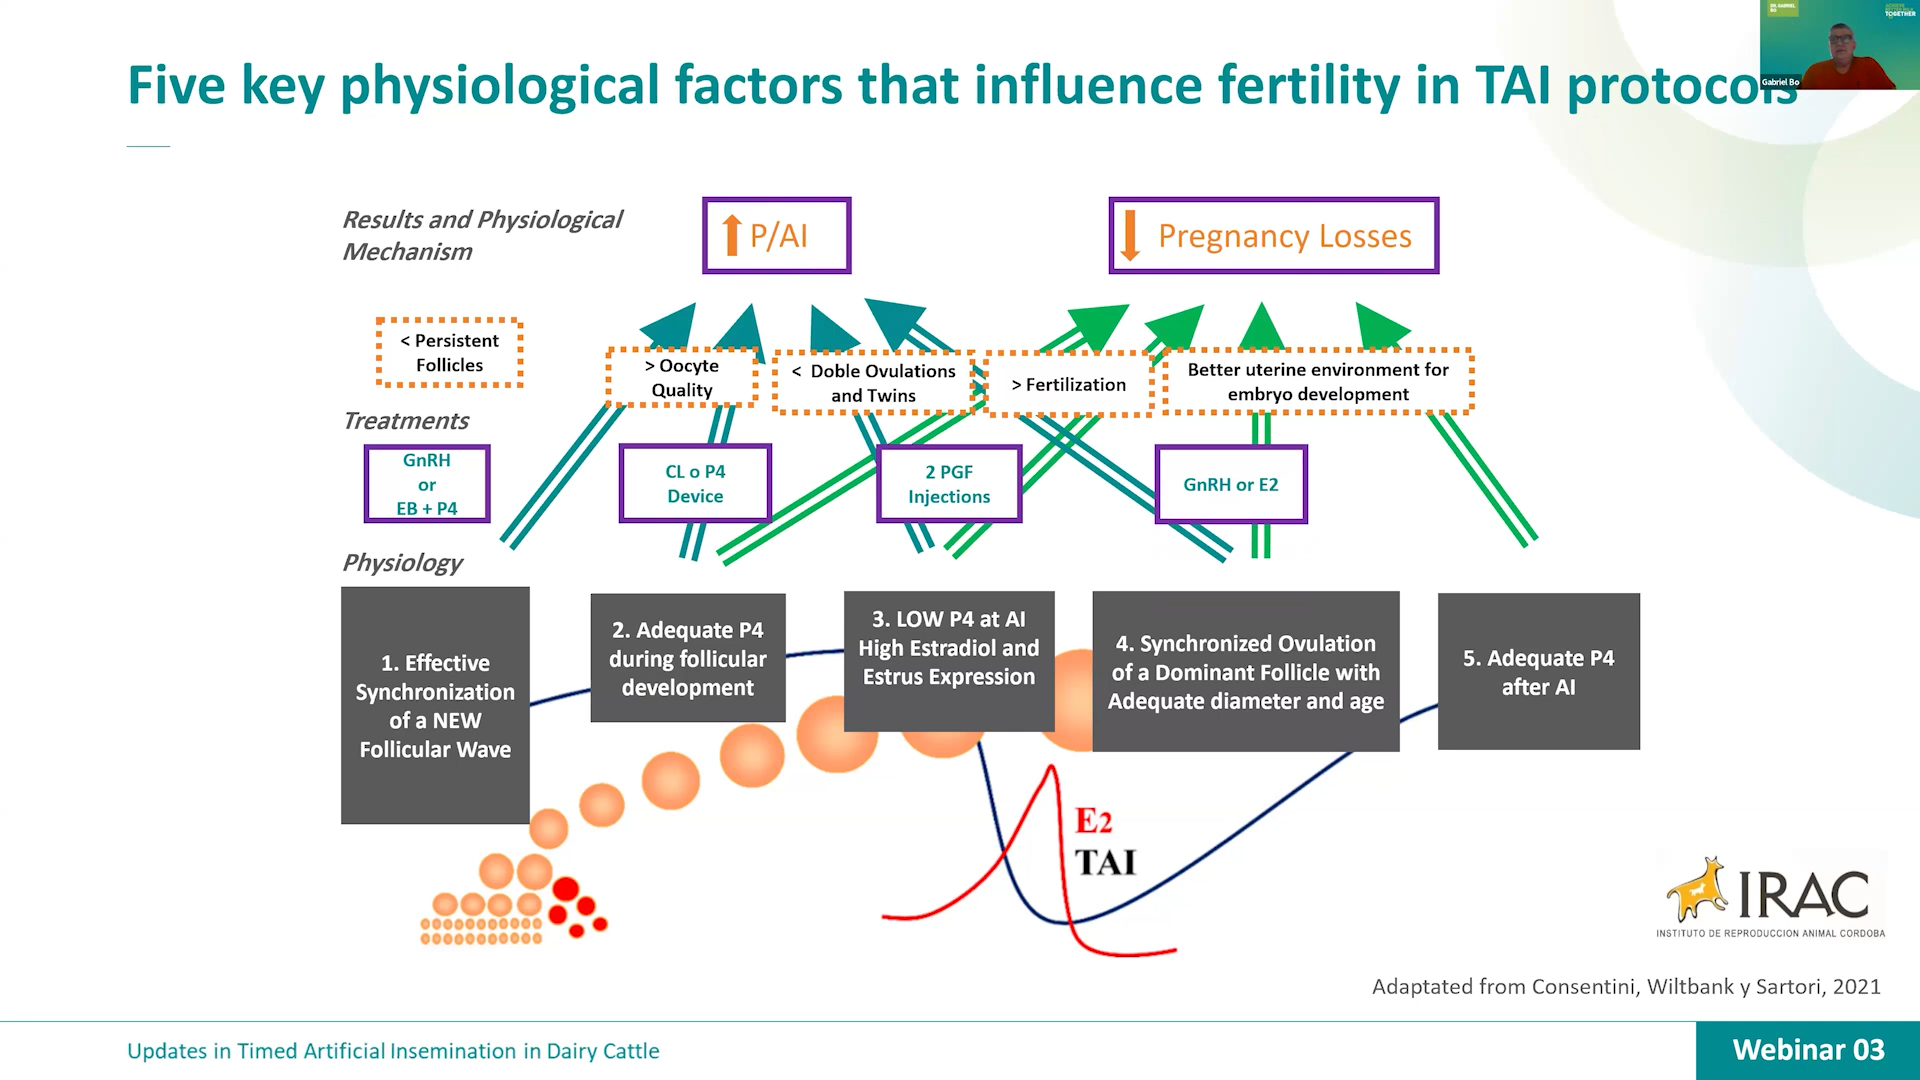 Five key physiological factors that influence fertility in TAI protocols
DR. GABRIEL
BO
TOGETHER
Gabriel Bo
Results and Physiological
Mechanism
P/AI
Pregnancy Losses
< Persistent
Follicles
> Oocyte
Quality
< Doble Ovulations
and Twins
> Fertilization
Better uterine environment for
embryo development
Treatments
GnRH
or
EB + P4
CL o P4
Device
2 PGF
Injections
GnRH or E2
Physiology
1. Effective
Synchronization
of a NEW
Follicular Wave
2. Adequate P4
during follicular
development
3. LOW P4 at AI
High Estradiol and
Estrus Expression
4. Synchronized Ovulation
of a Dominant Follicle with
Adequate diameter and age
5. Adequate P4
after AI
E2
TAI
IRAC
INSTITUTO DE REPRODUCCION ANIMAL CORDOBA
Adaptated from Consentini, Wiltbank y Sartori, 2021
Updates in Timed Artificial Insemination in Dairy Cattle
Webinar 03